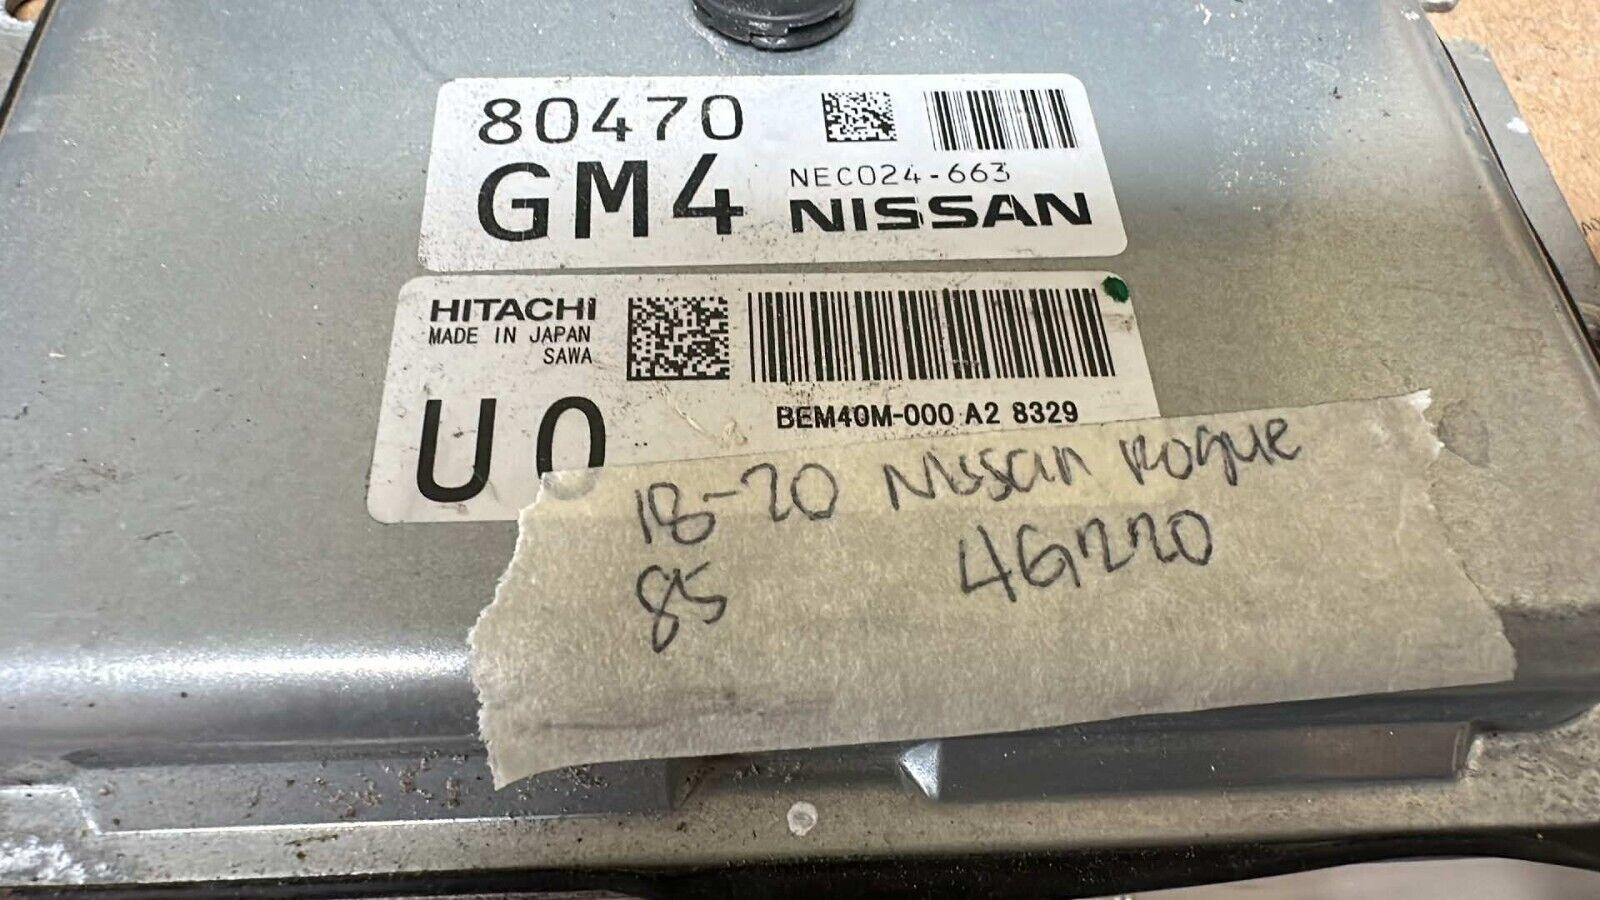 80470
GM4
NEC024-663
NISSAN
HITACHI
MADE IN JAPAN
SAWA
U0
BEM40M-000 A2 8329
18-20 Nissan Rogue
85 4G220